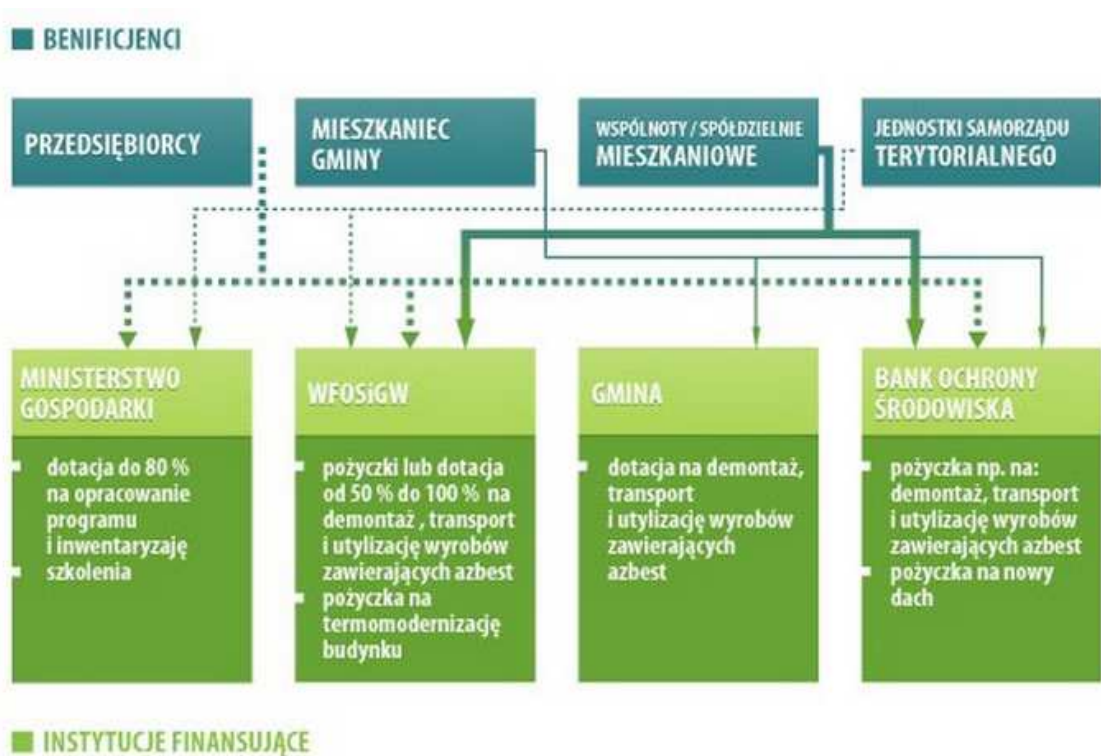 BENIFICJENCI
PRZEDSIĘBIORCY
MIESZKANIEC
GMINY
WSPÓLNOTY / SPÓŁDZIELNIE
MIESZKANIOWE
JEDNOSTKI SAMORZĄDU
TERYTORIALNEGO
MINISTERSTWO
GOSPODARKI
dotacja do 80 %
na opracowanie
programu
i inwentaryzaję
szkolenia
WFOSiGW
pożyczki lub dotacja
od 50 % do 100 % na
demontaż , transport
i utylizację wyrobów
zawierających azbest
pożyczka na
termomodernizację
budynku
GMINA
dotacja na demontaż,
transport
i utylizację wyrobów
zawierających
azbest
BANK OCHRONY
ŚRODOWISKA
pożyczka np. na:
demontaż, transport
i utylizację wyrobów
zawierających azbest
pożyczka na nowy
dach
INSTYTUCJE FINANSUJĄCE